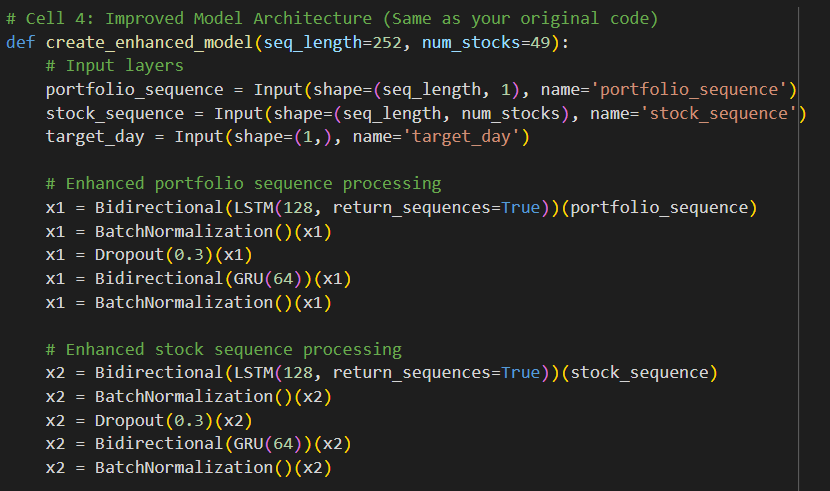 # Cell 4: Improved Model Architecture (Same as your original code)
def create_enhanced_model(seq_length=252, num_stocks=49):
    # Input layers
    portfolio_sequence = Input(shape=(seq_length, 1), name='portfolio_sequence')
    stock_sequence = Input(shape=(seq_length, num_stocks), name='stock_sequence')
    target_day = Input(shape=(1,), name='target_day')

    # Enhanced portfolio sequence processing
    x1 = Bidirectional(LSTM(128, return_sequences=True))(portfolio_sequence)
    x1 = BatchNormalization()(x1)
    x1 = Dropout(0.3)(x1)
    x1 = Bidirectional(GRU(64))(x1)
    x1 = BatchNormalization()(x1)

    # Enhanced stock sequence processing
    x2 = Bidirectional(LSTM(128, return_sequences=True))(stock_sequence)
    x2 = BatchNormalization()(x2)
    x2 = Dropout(0.3)(x2)
    x2 = Bidirectional(GRU(64))(x2)
    x2 = BatchNormalization()(x2)